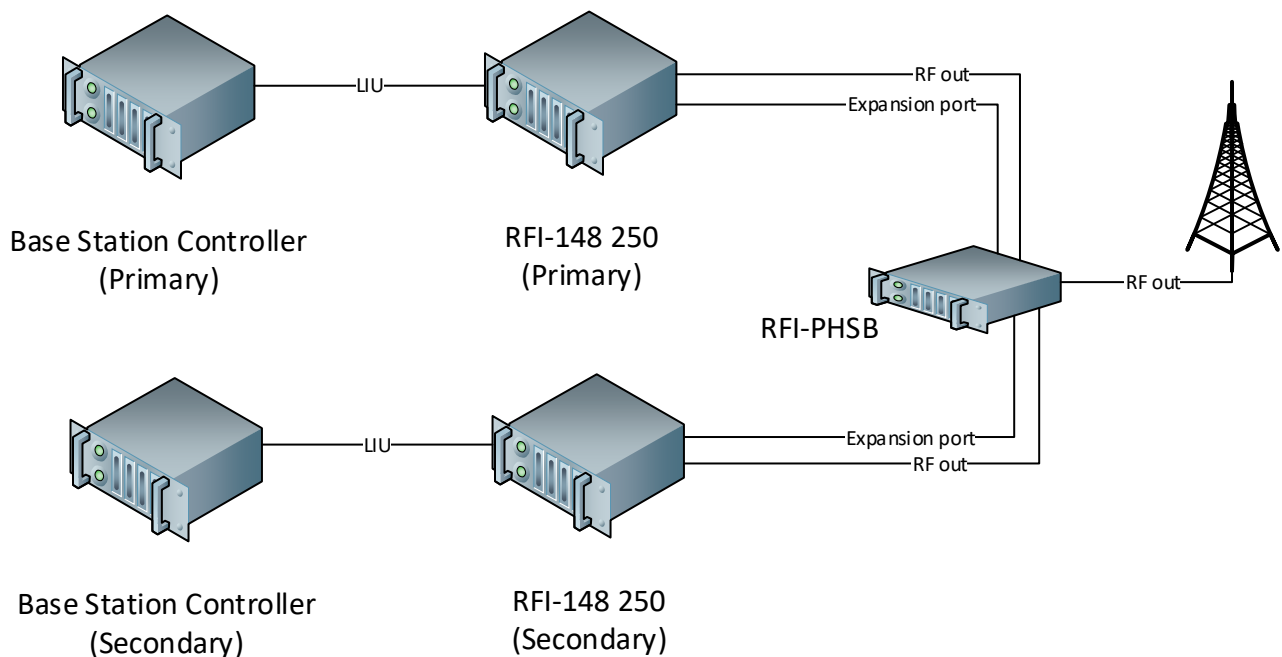 LIU
RF out
Expansion port
Base Station Controller
(Primary)
RFI-148 250
(Primary)
RF out
RFI-PHSB
LIU
Expansion port
RF out
Base Station Controller
(Secondary)
RFI-148 250
(Secondary)